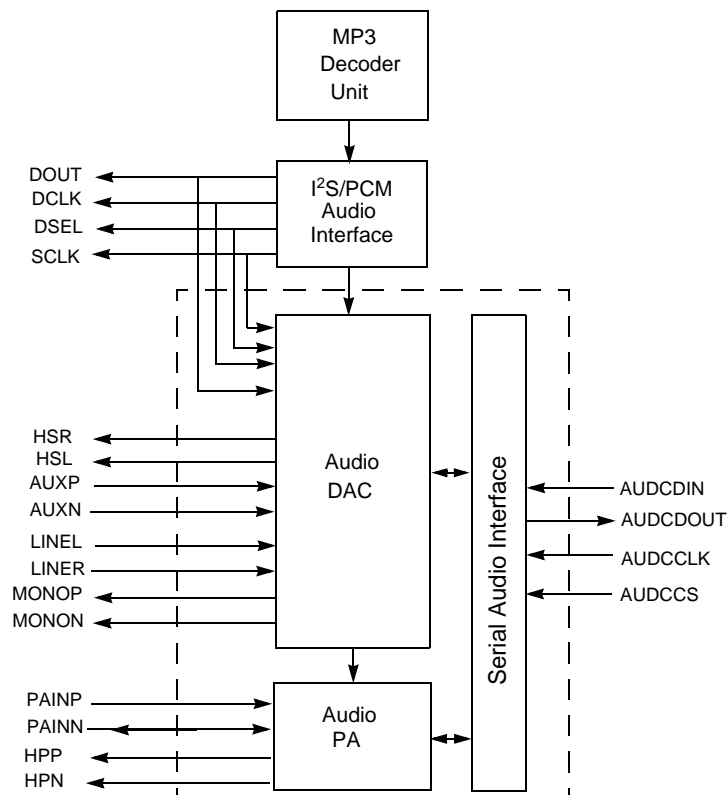 MP3
Decoder
Unit
DOUT
DCLK
DSEL
SCLK
I²S/PCM
Audio
Interface
HSR
HSL
AUXP
AUXN
LINEL
LINER
MONOP
MONON
Audio
DAC
Serial Audio Interface
AUDCDIN
AUDCDOUT
AUDCCLK
AUDCCS
PAINP
PAINN
HPP
HPN
Audio
PA